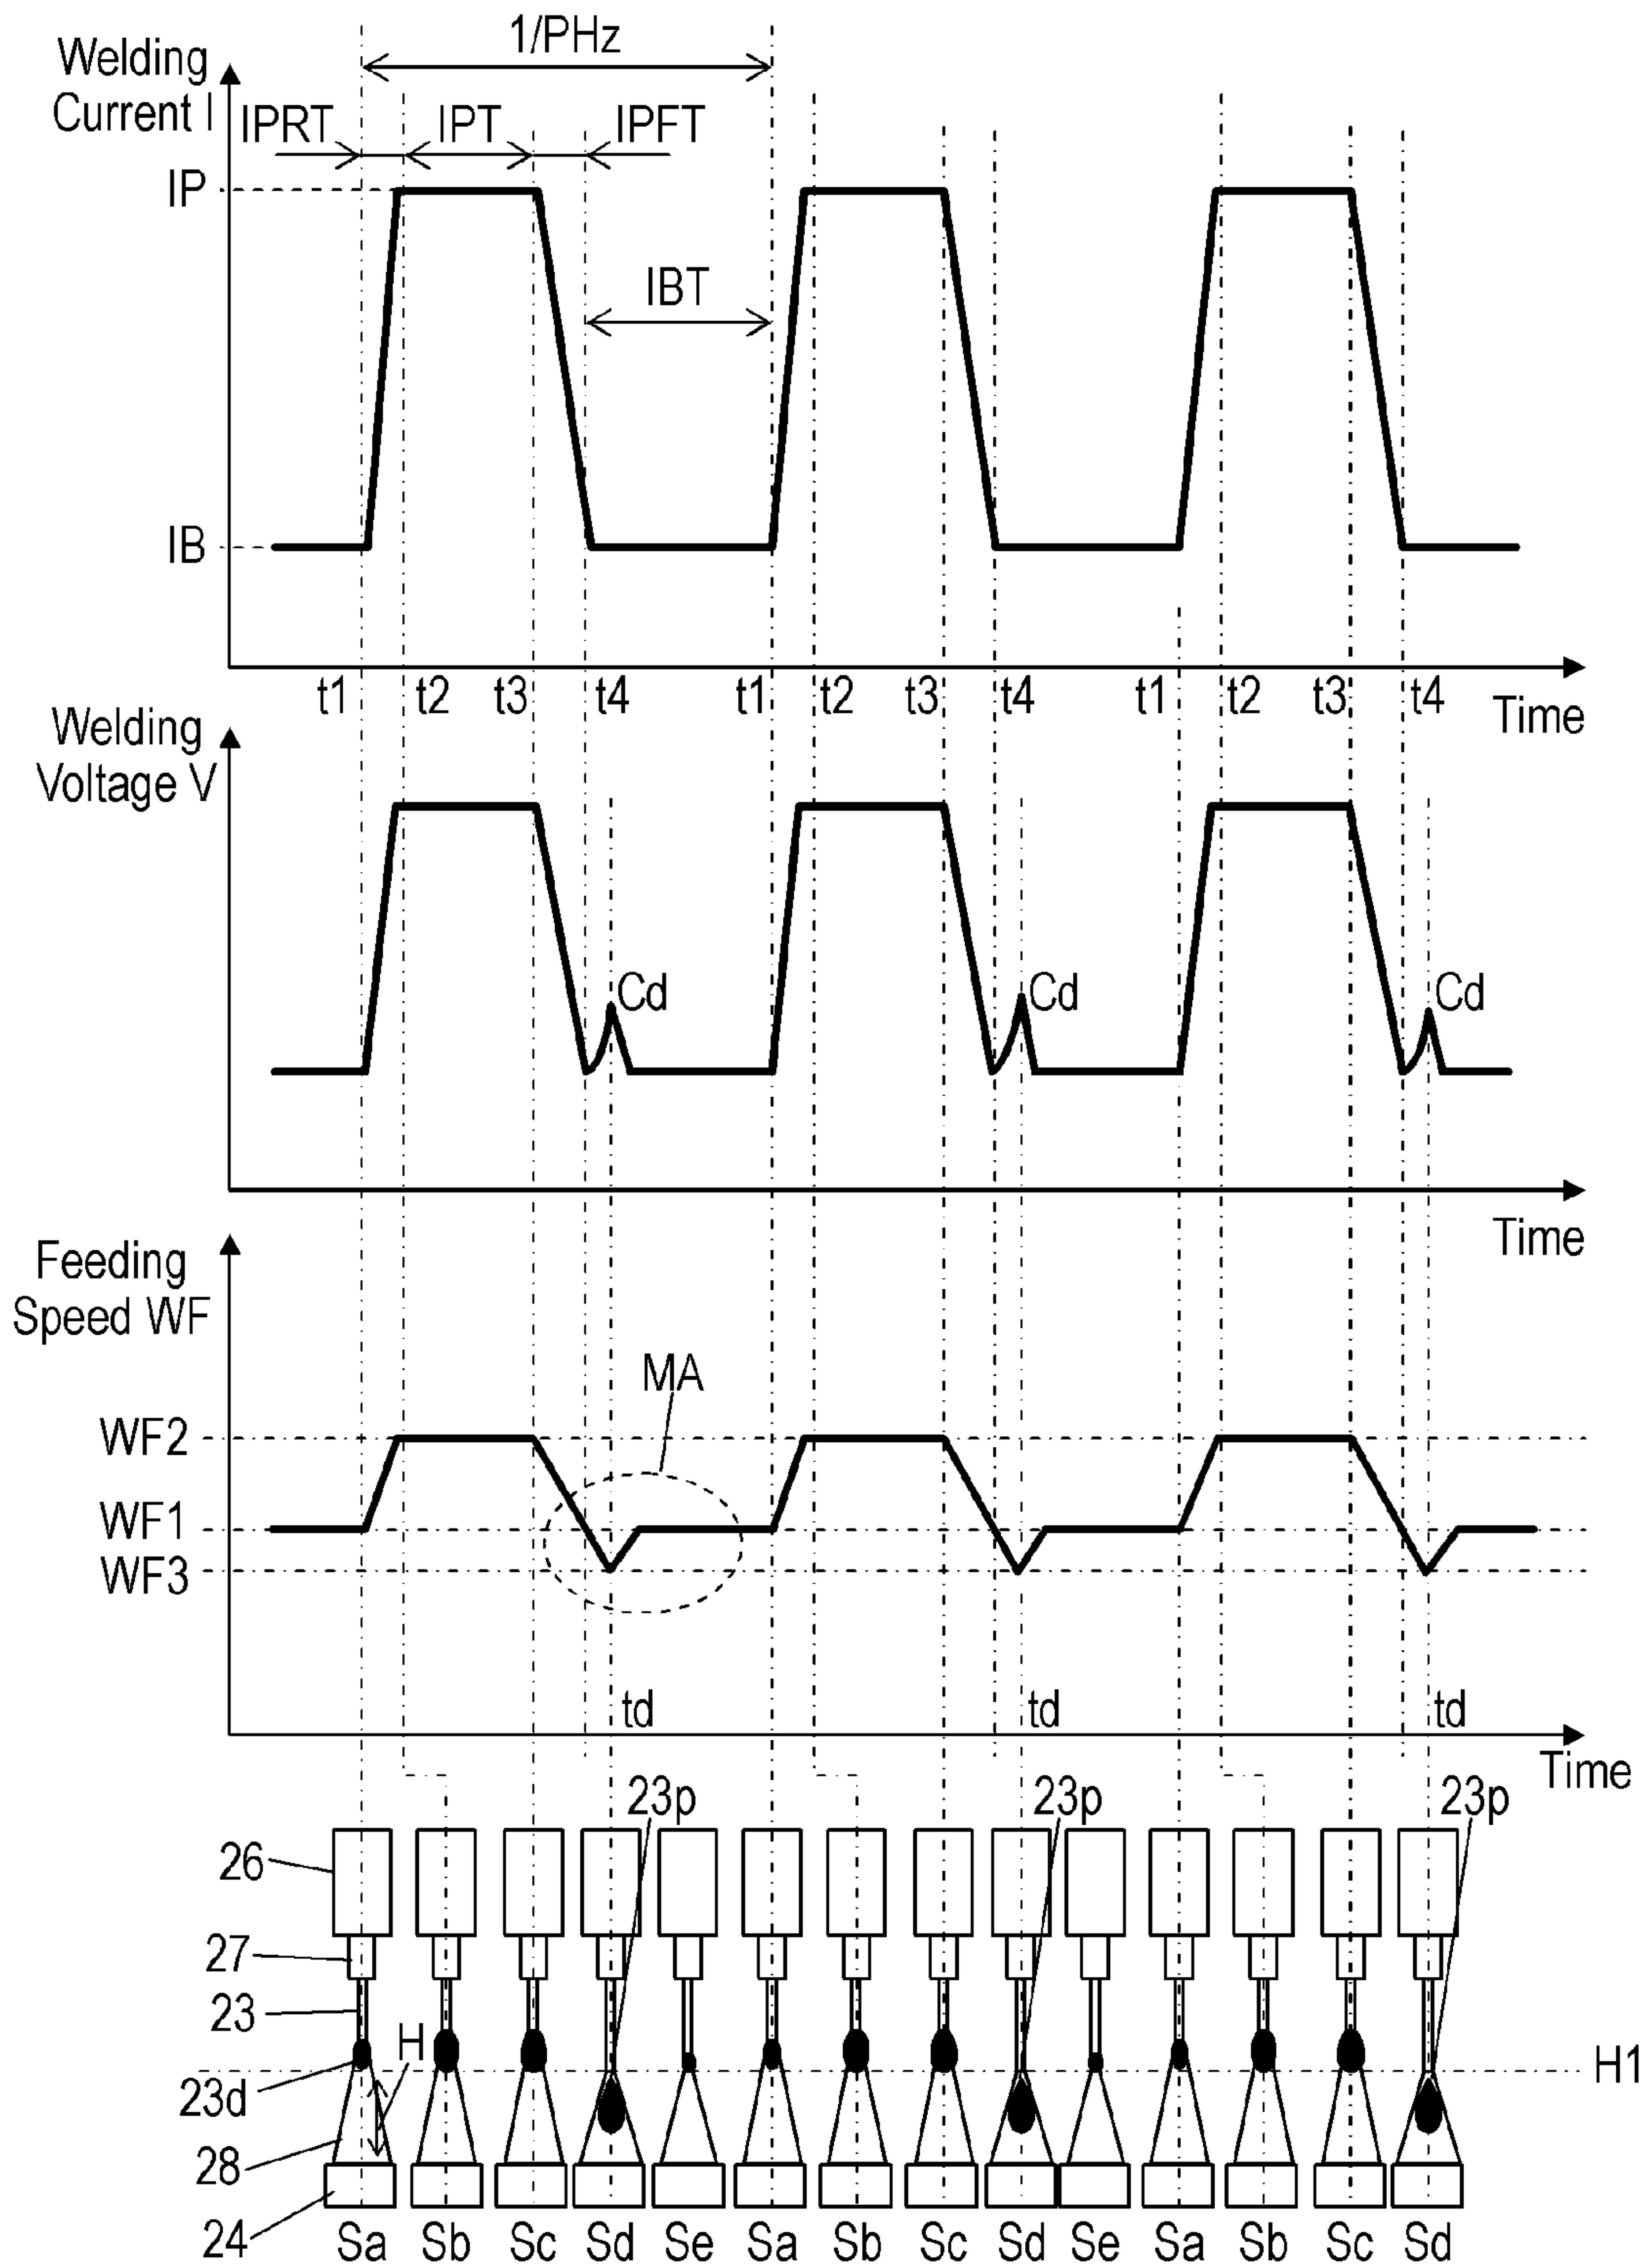 1/PHz
Welding
Current I
IPRT IPT IPFT
IP
IBT
IB
t1 t2 t3 t4 t1 t2 t3 t4 t1 t2 t3 t4
Time
Welding
Voltage V
Cd Cd Cd
Time
Feeding
Speed WF
MA
WF2
WF1
WF3
td td td
Time
23p 23p 23p
26
27
23
H
H1
23d
28
24
Sa Sb Sc Sd Se Sa Sb Sc Sd Se Sa Sb Sc Sd